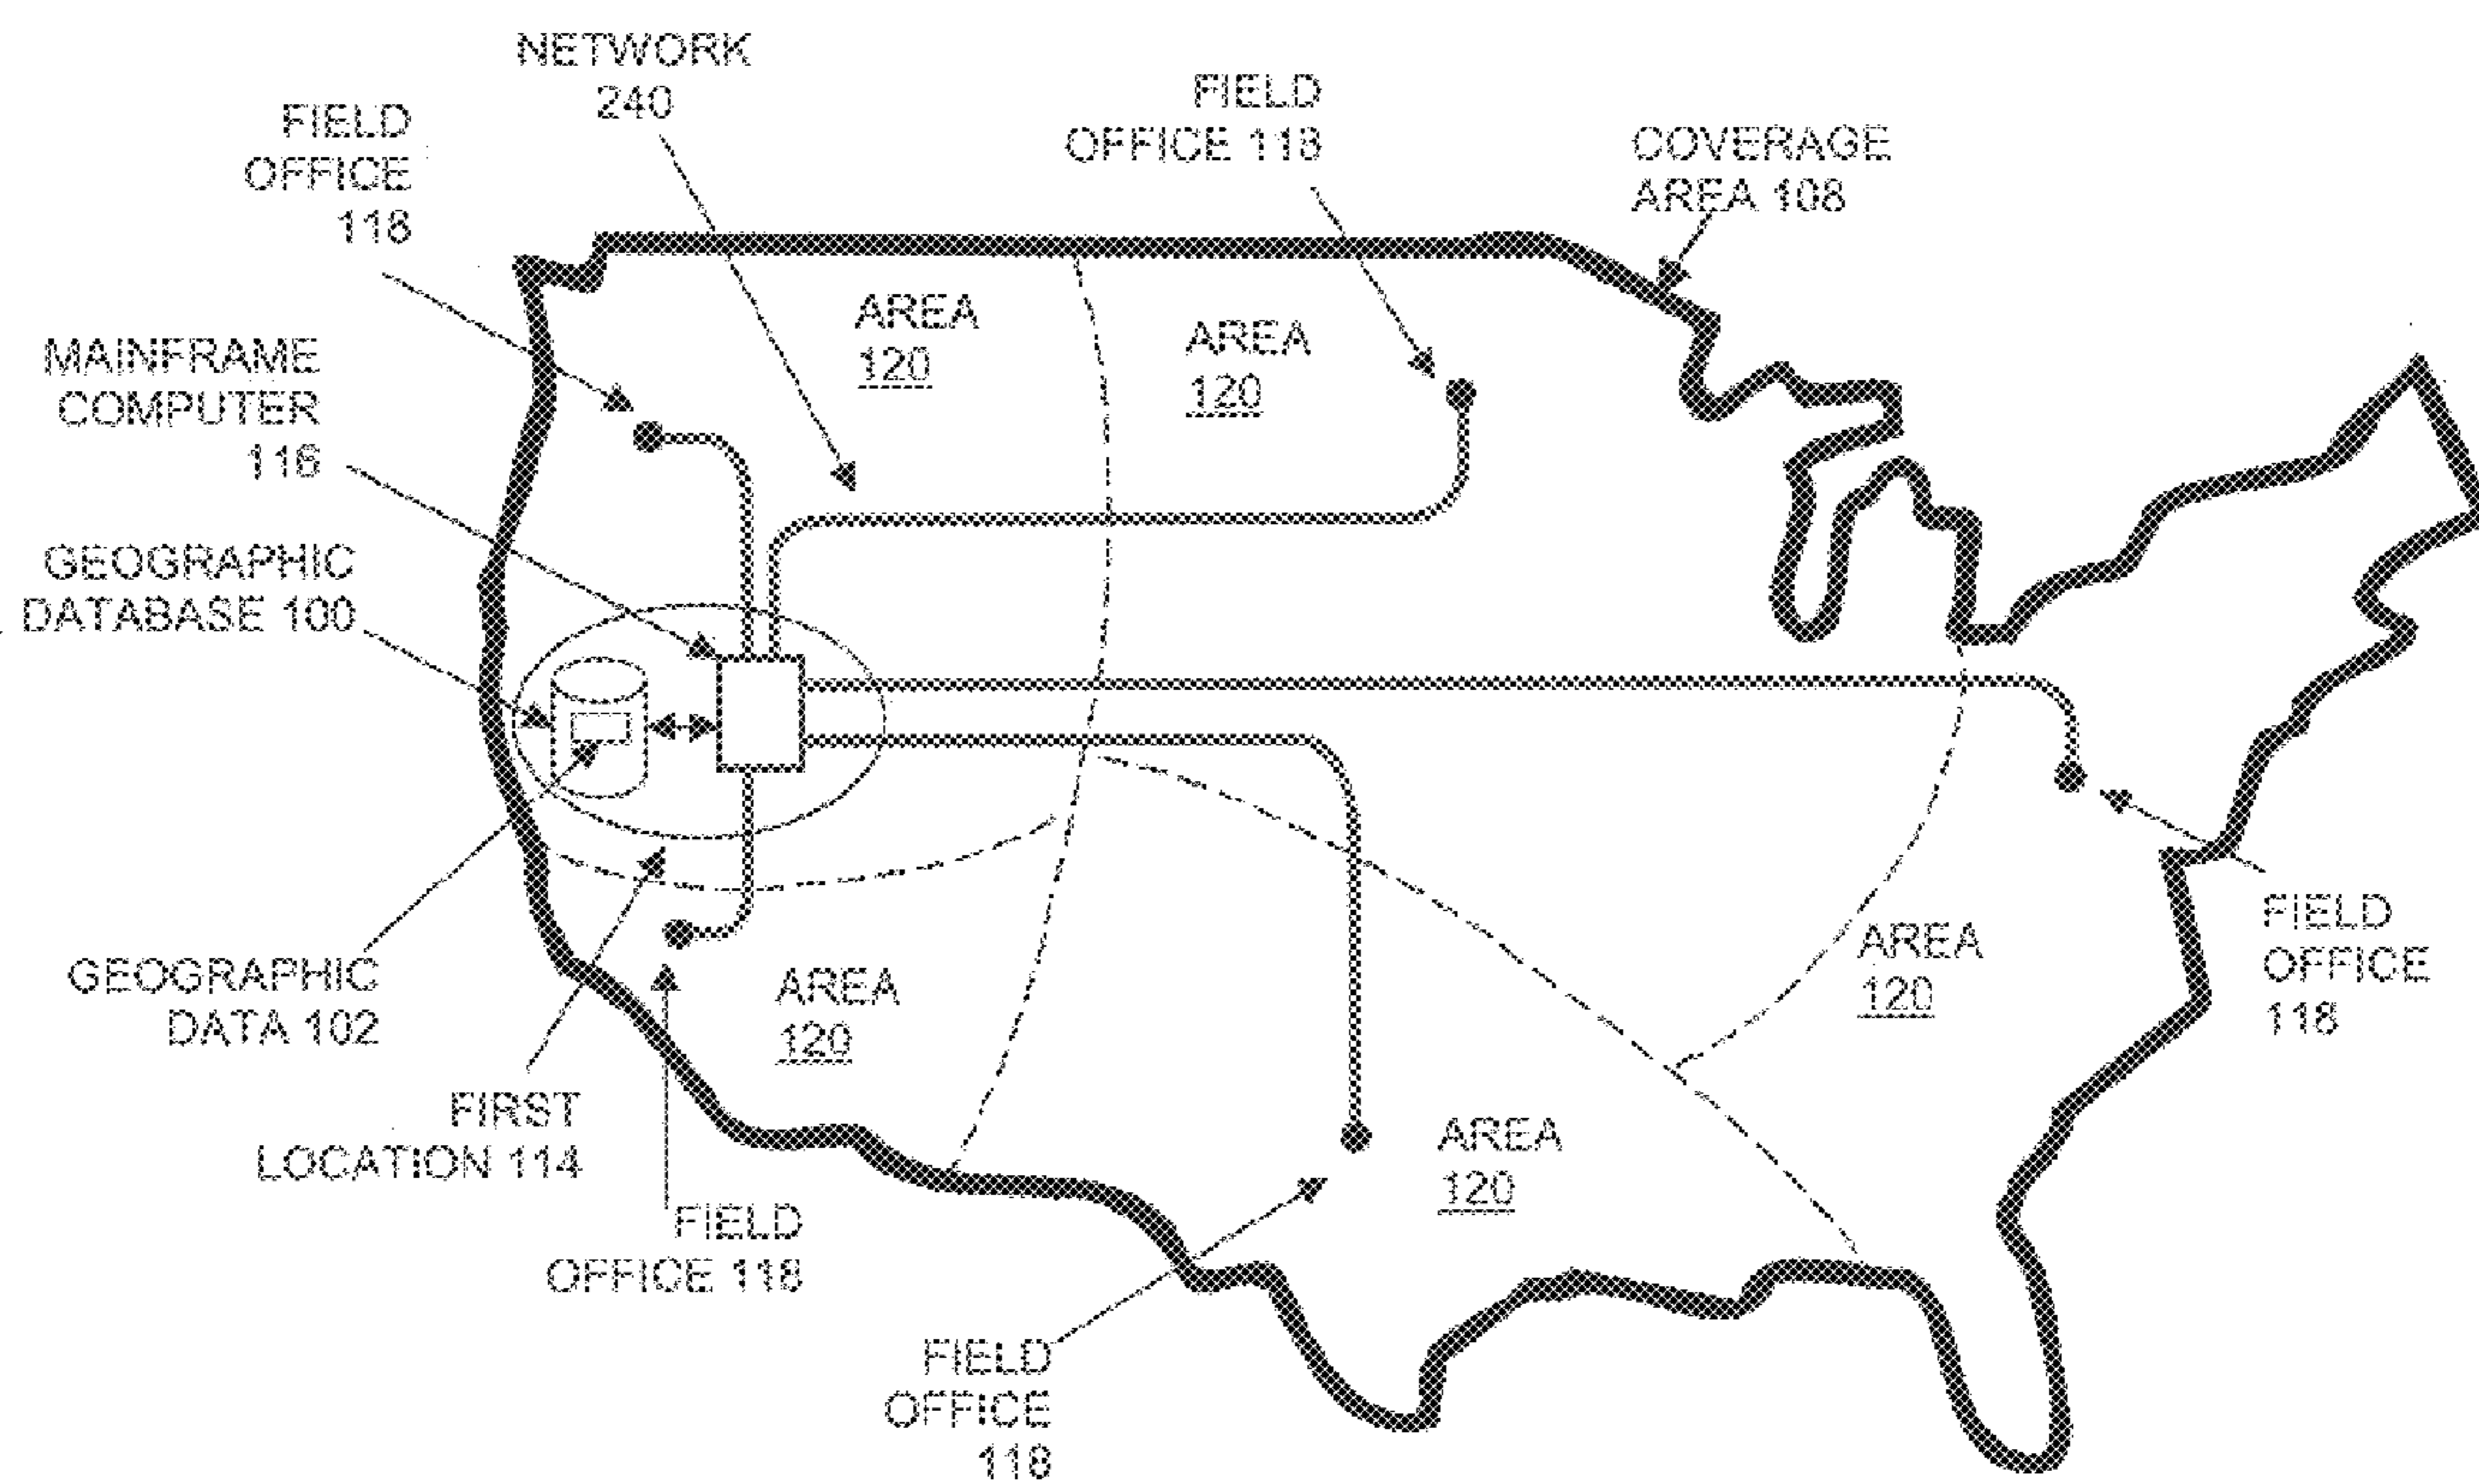 NETWORK
240
FIELD
OFFICE
118
FIELD
OFFICE 118
COVERAGE
AREA 108
AREA
120
AREA
120
MAINFRAME
COMPUTER
116
GEOGRAPHIC
DATABASE 100
GEOGRAPHIC
DATA 102
FIRST
LOCATION 114
AREA
120
AREA
120
FIELD
OFFICE
118
AREA
120
FIELD
OFFICE 118
FIELD
OFFICE
118